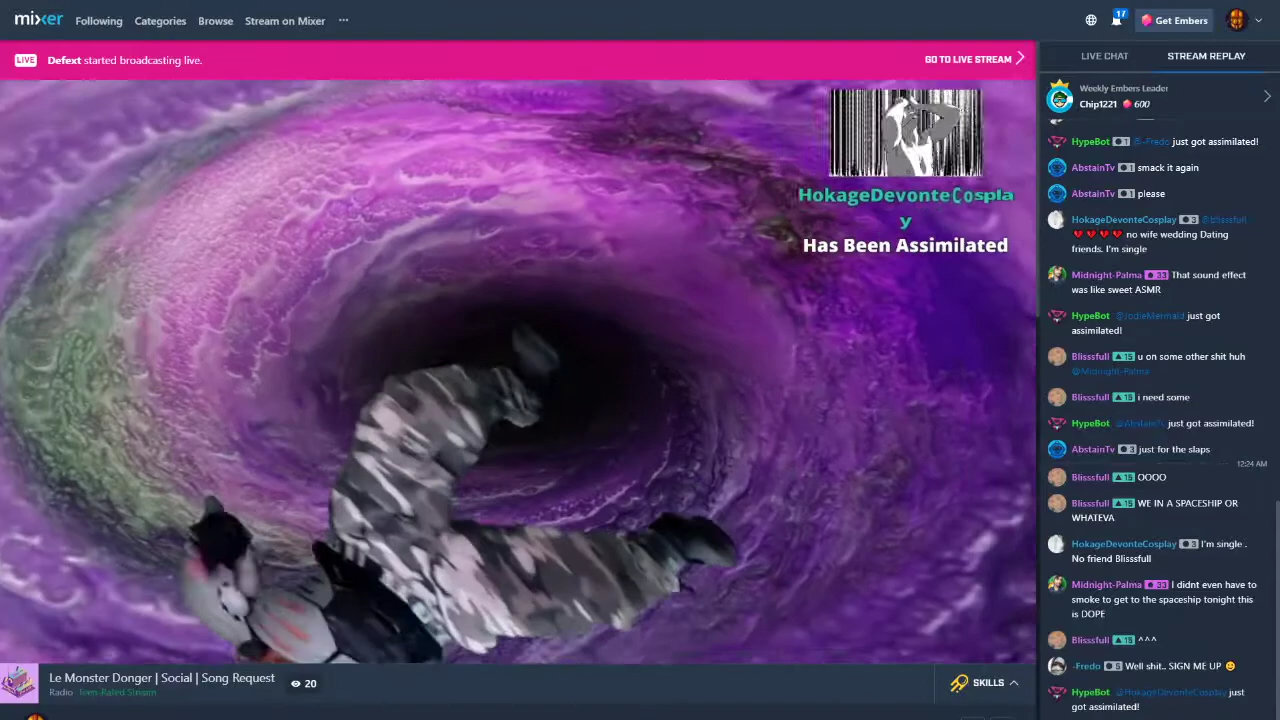 mixer Following Categories Browse Stream on Mixer ··· 17 Get Embers
LIVE Defext started broadcasting live. GO TO LIVE STREAM
HokageDevonteCospla
y
Has Been Assimilated
Le Monster Donger | Social | Song Request
Radio Teen-Rated Stream
20
SKILLS
LIVE CHAT STREAM REPLAY
Weekly Embers Leader
Chip1221 600
HypeBot 1 @-Fredo just got assimilated!
AbstainTv 1 smack it again
AbstainTv 1 please
HokageDevonteCosplay 3 @Blisssfull
💔 💔 💔 💔 no wife wedding Dating
friends. I'm single
Midnight-Palma 33 That sound effect
was like sweet ASMR
HypeBot @JodieMermaid just got
assimilated!
Blisssfull 15 u on some other shit huh
@Midnight-Palma
Blisssfull 15 i need some
HypeBot @AbstainTv just got assimilated!
AbstainTv 3 just for the slaps
12:24 AM
Blisssfull 15 OOOO
Blisssfull 15 WE IN A SPACESHIP OR
WHATEVA
HokageDevonteCosplay 3 I'm single .
No friend Blissfull
Midnight-Palma 33 I didnt even have to
smoke to get to the spaceship tonight this
is DOPE
Blisssfull 15 ^^^
-Fredo Well shit.. SIGN ME UP 🙂
HypeBot @HokageDevonteCosplay just
got assimilated!